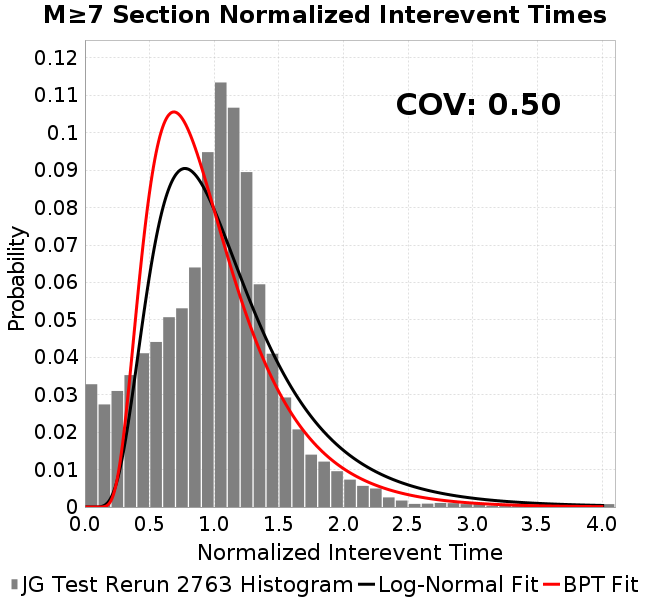 M≥7 Section Normalized Interevent Times
COV: 0.50
Probability
0.12
0.11
0.1
0.09
0.08
0.07
0.06
0.05
0.04
0.03
0.02
0.01
0
0.0 0.5 1.0 1.5 2.0 2.5 3.0 3.5 4.0
Normalized Interevent Time
JG Test Rerun 2763 Histogram Log-Normal Fit BPT Fit